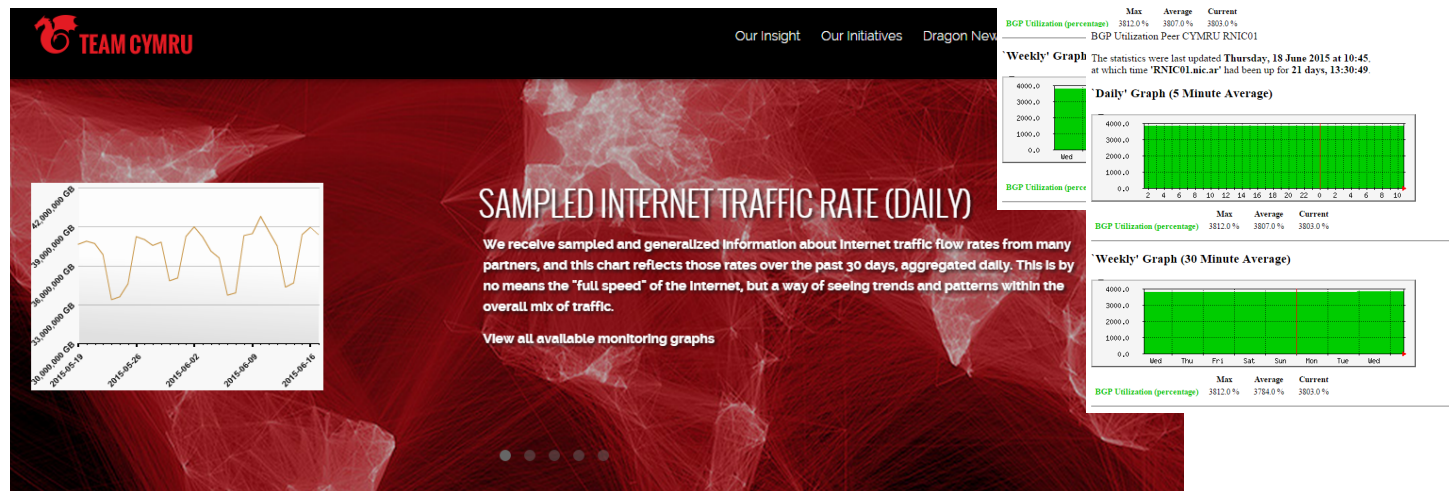 TEAM CYMRU
Our Insight Our Initiatives Dragon New
SAMPLED INTERNET TRAFFIC RATE (DAILY)
We receive sampled and generalized information about Internet traffic flow rates from many
partners, and this chart reflects those rates over the past 30 days, aggregated daily. This is by
no means the "full speed" of the Internet, but a way of seeing trends and patterns within the
overall mix of traffic.
View all available monitoring graphs
42,000,000 GB
39,000,000 GB
36,000,000 GB
33,000,000 GB
30,000,000 GB
2015-05-19 2015-05-26 2015-06-02 2015-06-09 2015-06-16
Max Average Current
BGP Utilization (percentage) 3812.0 % 3807.0 % 3803.0 %
`Weekly' Graph
4000.0
3000.0
2000.0
1000.0
0.0
Wed
BGP Utilization (perce
BGP Utilization Peer CYMRU RNIC01
The statistics were last updated Thursday, 18 June 2015 at 10:45,
at which time 'RNIC01.nic.ar' had been up for 21 days, 13:30:49.
`Daily' Graph (5 Minute Average)
4000.0
3000.0
2000.0
1000.0
0.0
2 4 6 8 10 12 14 16 18 20 22 0 2 4 6 8 10
Max Average Current
BGP Utilization (percentage) 3812.0 % 3807.0 % 3803.0 %
`Weekly' Graph (30 Minute Average)
4000.0
3000.0
2000.0
1000.0
0.0
Wed Thu Fri Sat Sun Mon Tue Wed
Max Average Current
BGP Utilization (percentage) 3812.0 % 3784.0 % 3803.0 %